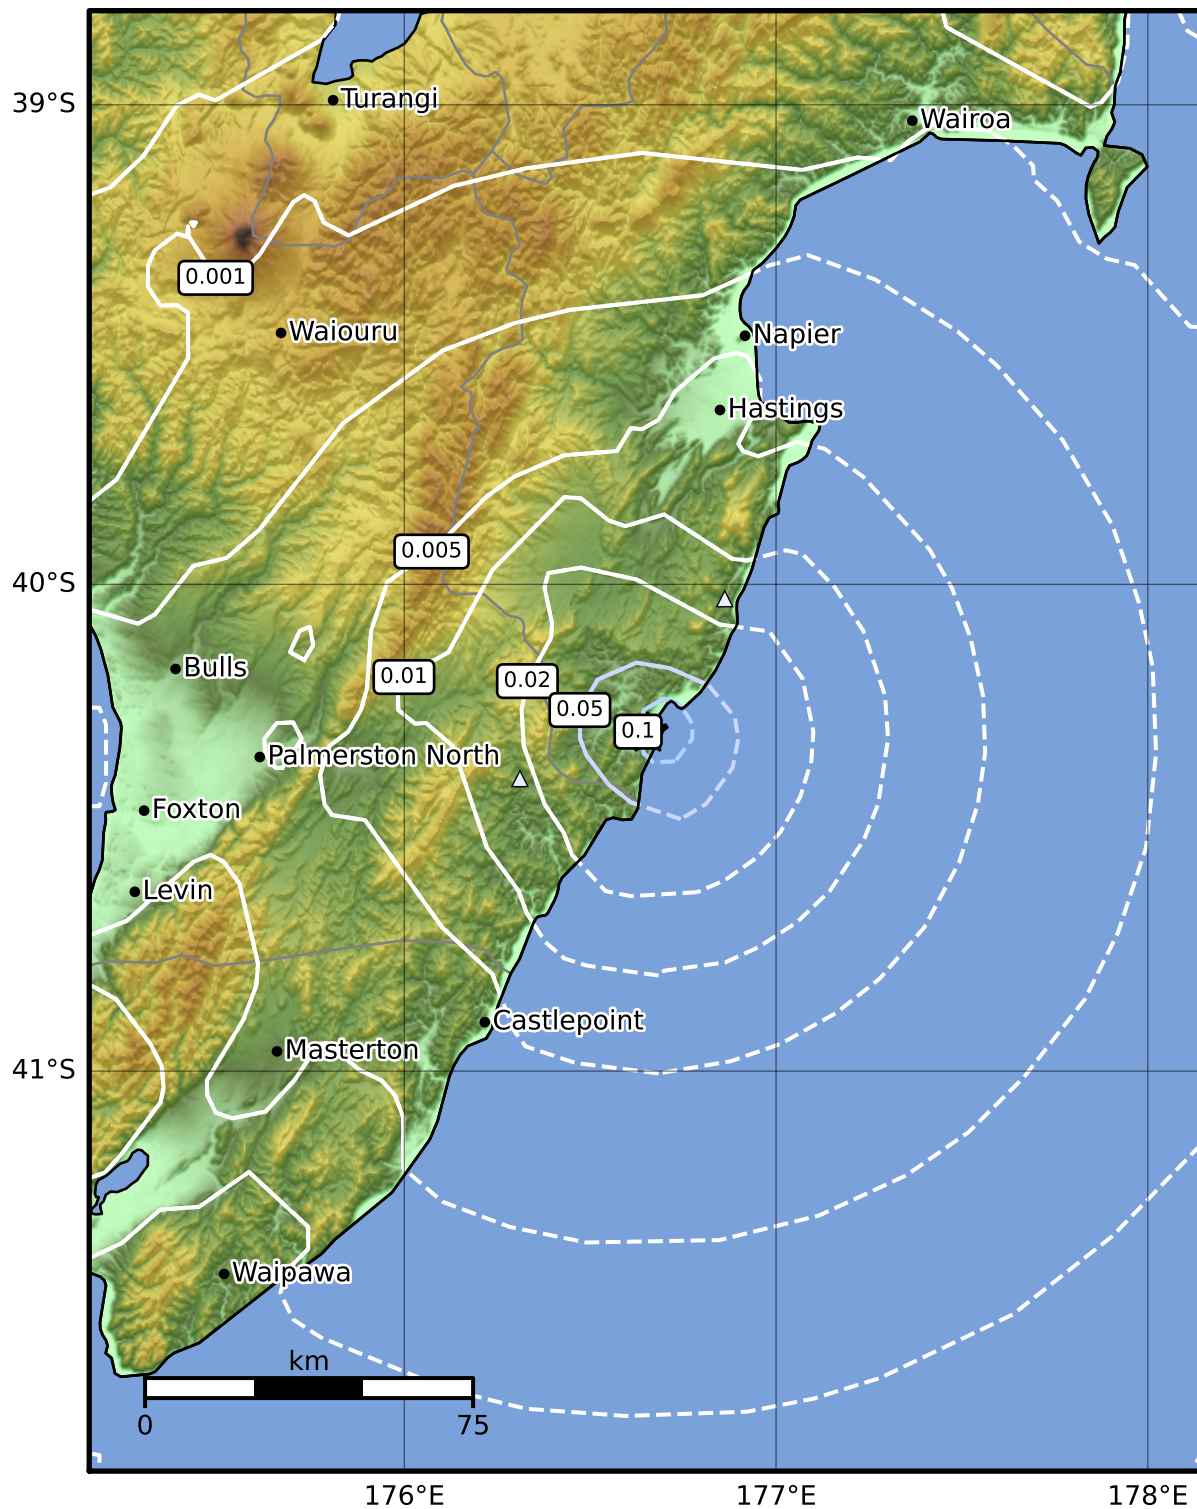 39°S
Turangi
Wairoa
0.001
Waiouru
Napier
Hastings
0.005
40°S
Bulls
0.01
0.02
0.05
0.1
Palmerston North
Foxton
Levin
Castlepoint
Masterton
41°S
Waipawa
km
0 75
176°E 177°E 178°E